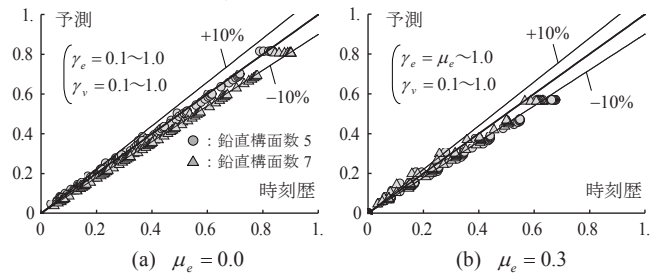 予測
1.
0.8
0.6
0.4
0.2
0
γe = 0.1〜1.0
γv = 0.1〜1.0
+10%
−10%
: 鉛直構面数 5
: 鉛直構面数 7
時刻歴
0 0.2 0.4 0.6 0.8 1.
(a) μe = 0.0
予測
1.
0.8
0.6
0.4
0.2
0
γe = μe〜1.0
γv = 0.1〜1.0
+10%
−10%
時刻歴
0 0.2 0.4 0.6 0.8 1.
(b) μe = 0.3